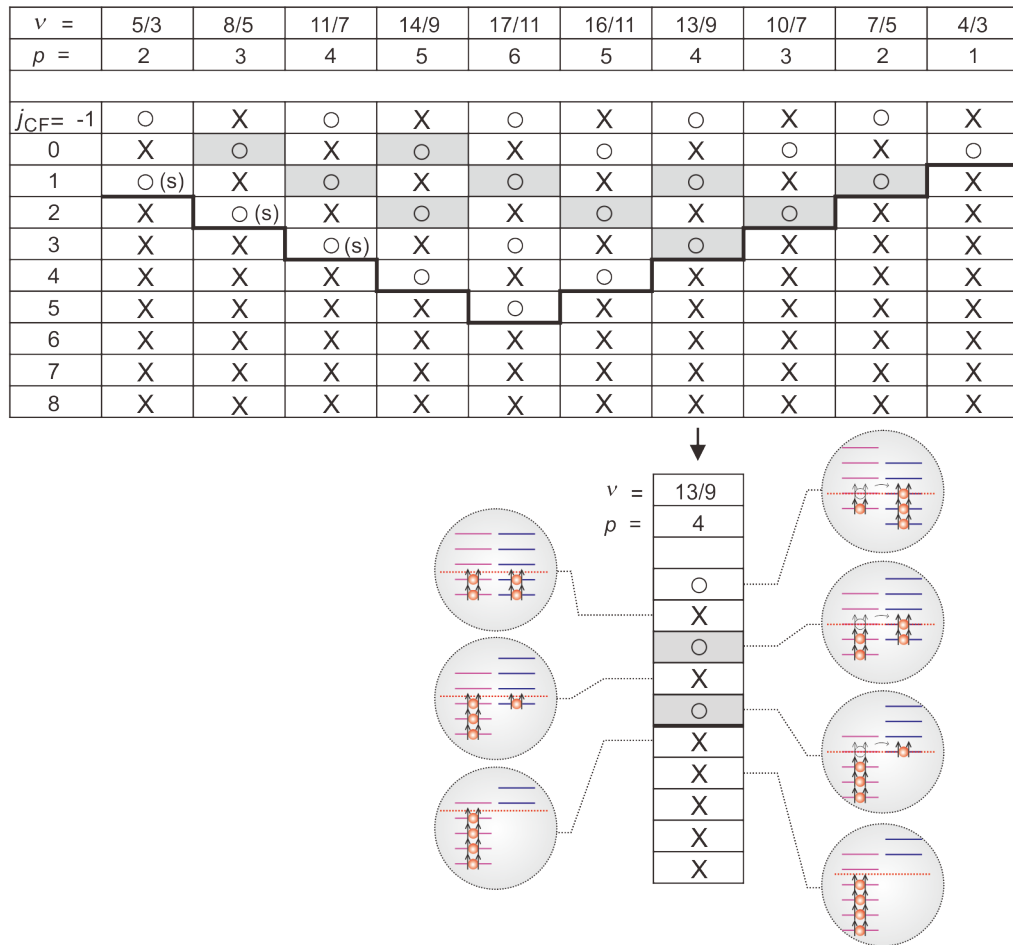 ν = 5/3 8/5 11/7 14/9 17/11 16/11 13/9 10/7 7/5 4/3
p = 2 3 4 5 6 5 4 3 2 1
jCF= -1 ○ X ○ X ○ X ○ X ○ X
0 X ○ X ○ X ○ X ○ X ○
1 ○ (s) X ○ X ○ X ○ X ○ X
2 X ○ (s) X ○ X ○ X ○ X X
3 X X ○ (s) X ○ X ○ X X X
4 X X X ○ X ○ X X X X
5 X X X X ○ X X X X X
6 X X X X X X X X X X
7 X X X X X X X X X X
8 X X X X X X X X X X
ν = 13/9
p = 4
○
X
○
X
○
X
X
X
X
X